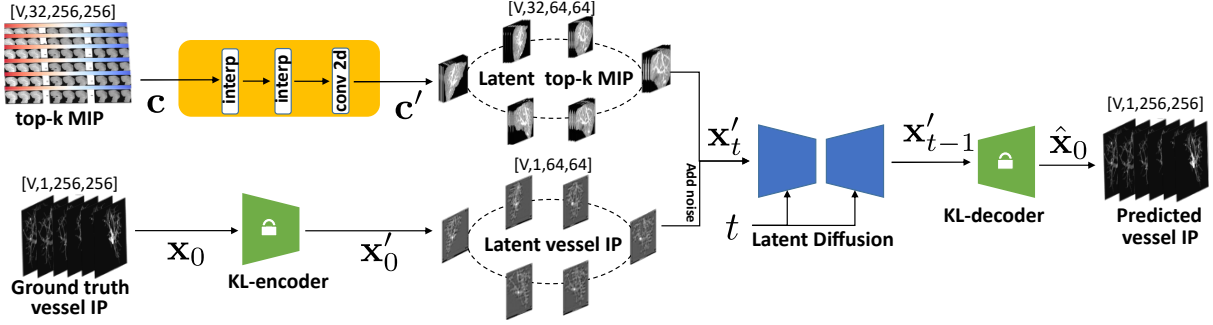 [V,32,256,256]
top-k MIP
c
interp
interp
conv 2d
c′
[V,32,64,64]
Latent top-k MIP
[V,1,256,256]
Ground truth
vessel IP
x₀
KL-encoder
x′₀
[V,1,64,64]
Latent vessel IP
Add noise
x′ₜ
t
Latent Diffusion
x′ₜ₋₁
KL-decoder
x̂₀
[V,1,256,256]
Predicted
vessel IP